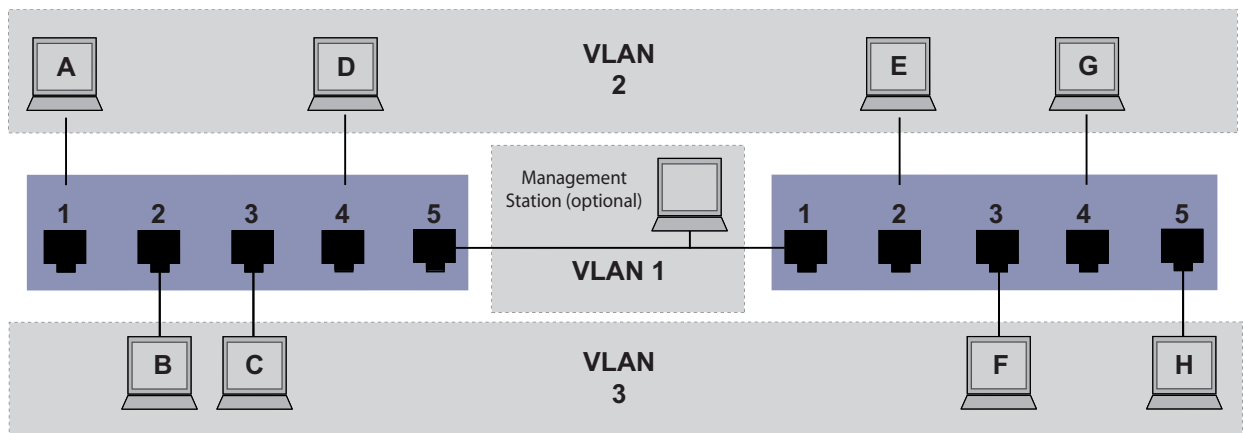 A
D
VLAN
2
E
G
Management
Station (optional)
1 2 3 4 5
1 2 3 4 5
VLAN 1
B
C
VLAN
3
F
H